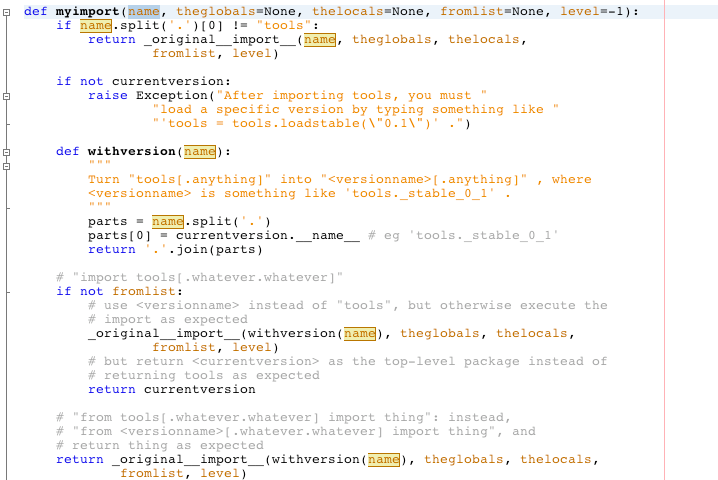 def myimport(name, theglobals=None, thelocals=None, fromlist=None, level=-1):
    if name.split('.')[0] != "tools":
        return _original__import__(name, theglobals, thelocals,
                fromlist, level)

    if not currentversion:
        raise Exception("After importing tools, you must "
                "load a specific version by typing something like "
                "'tools = tools.loadstable(\"0.1\")' .")

    def withversion(name):
        """
        Turn "tools[.anything]" into "<versionname>[.anything]" , where
        <versionname> is something like 'tools._stable_0_1' .
        """
        parts = name.split('.')
        parts[0] = currentversion.__name__ # eg 'tools._stable_0_1'
        return '.'.join(parts)

    # "import tools[.whatever.whatever]"
    if not fromlist:
        # use <versionname> instead of "tools", but otherwise execute the
        # import as expected
        _original__import__(withversion(name), theglobals, thelocals,
                fromlist, level)
        # but return <currentversion> as the top-level package instead of
        # returning tools as expected
        return currentversion

    # "from tools[.whatever.whatever] import thing": instead,
    # "from <versionname>[.whatever.whatever] import thing", and
    # return thing as expected
    return _original__import__(withversion(name), theglobals, thelocals,
            fromlist, level)